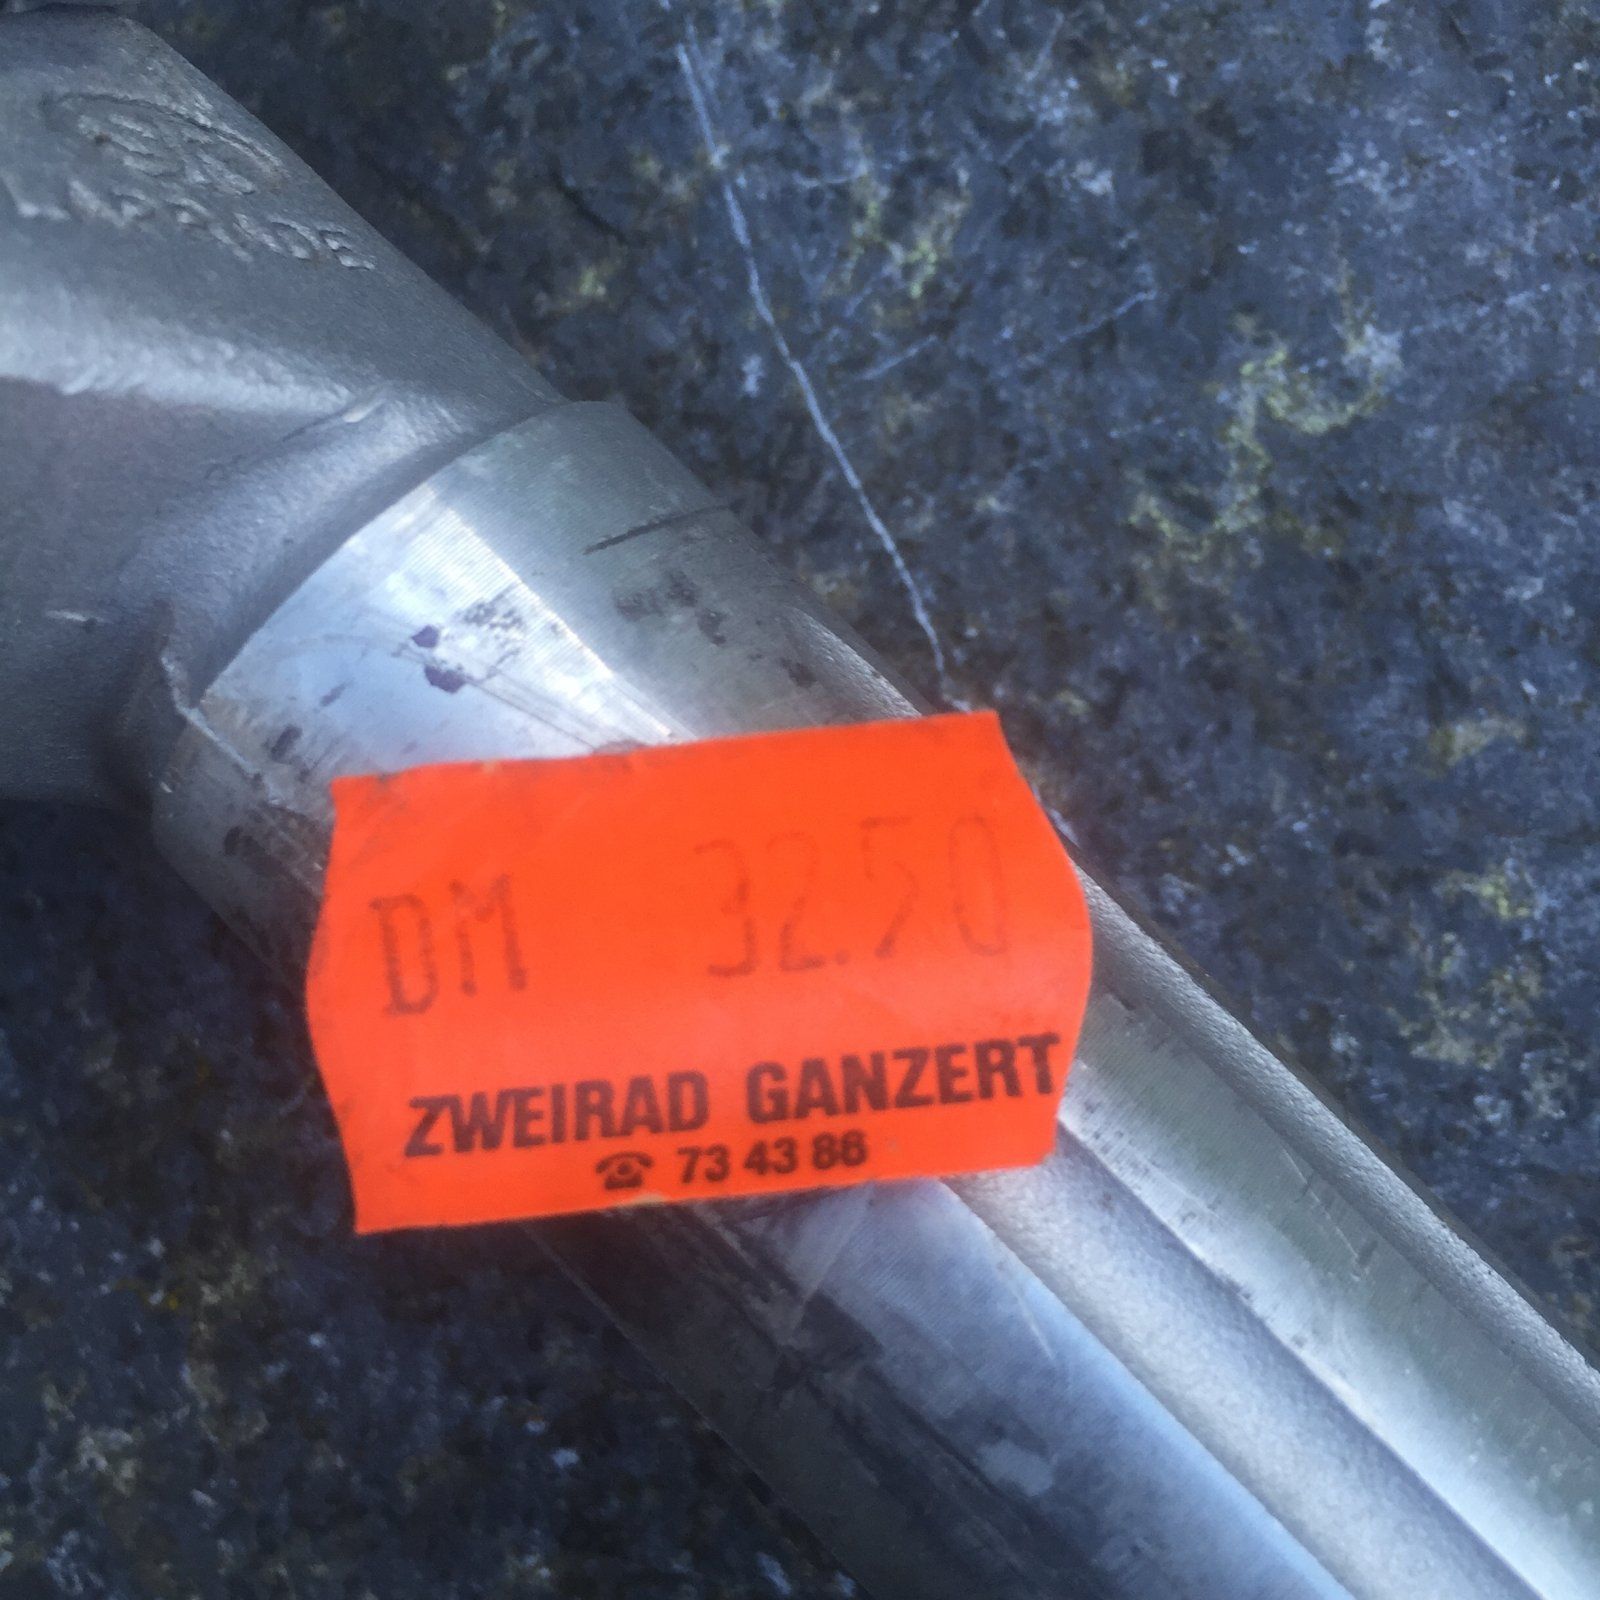 DM 32.50
ZWEIRAD GANZERT
☎ 73 43 86